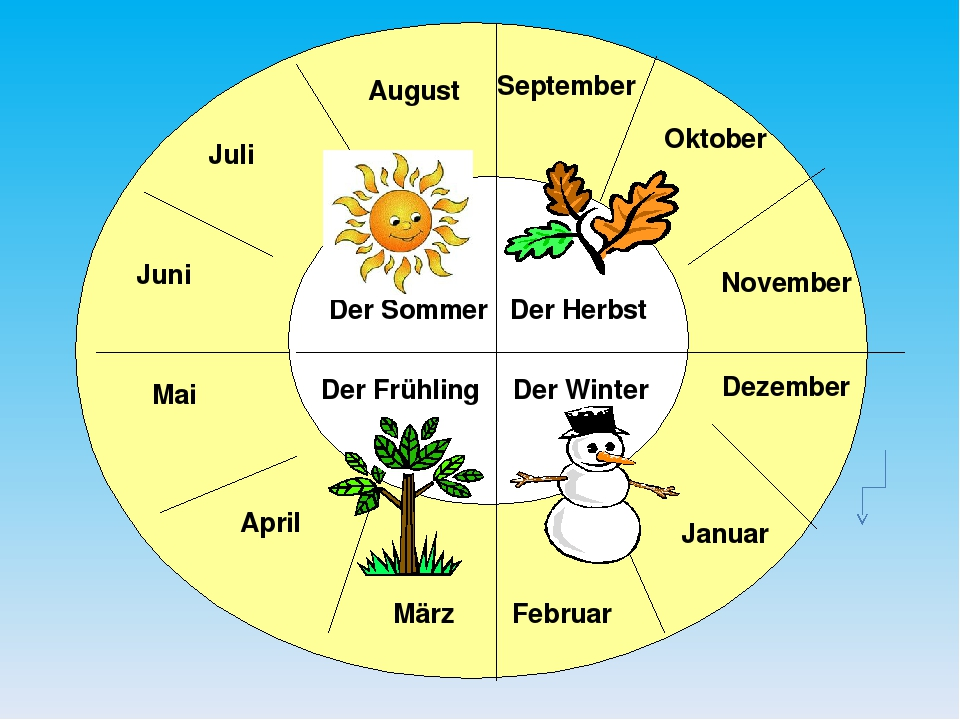 August
September
Juli
Oktober
Juni
November
Der Sommer
Der Herbst
Mai
Der Frühling
Der Winter
Dezember
April
Januar
März
Februar